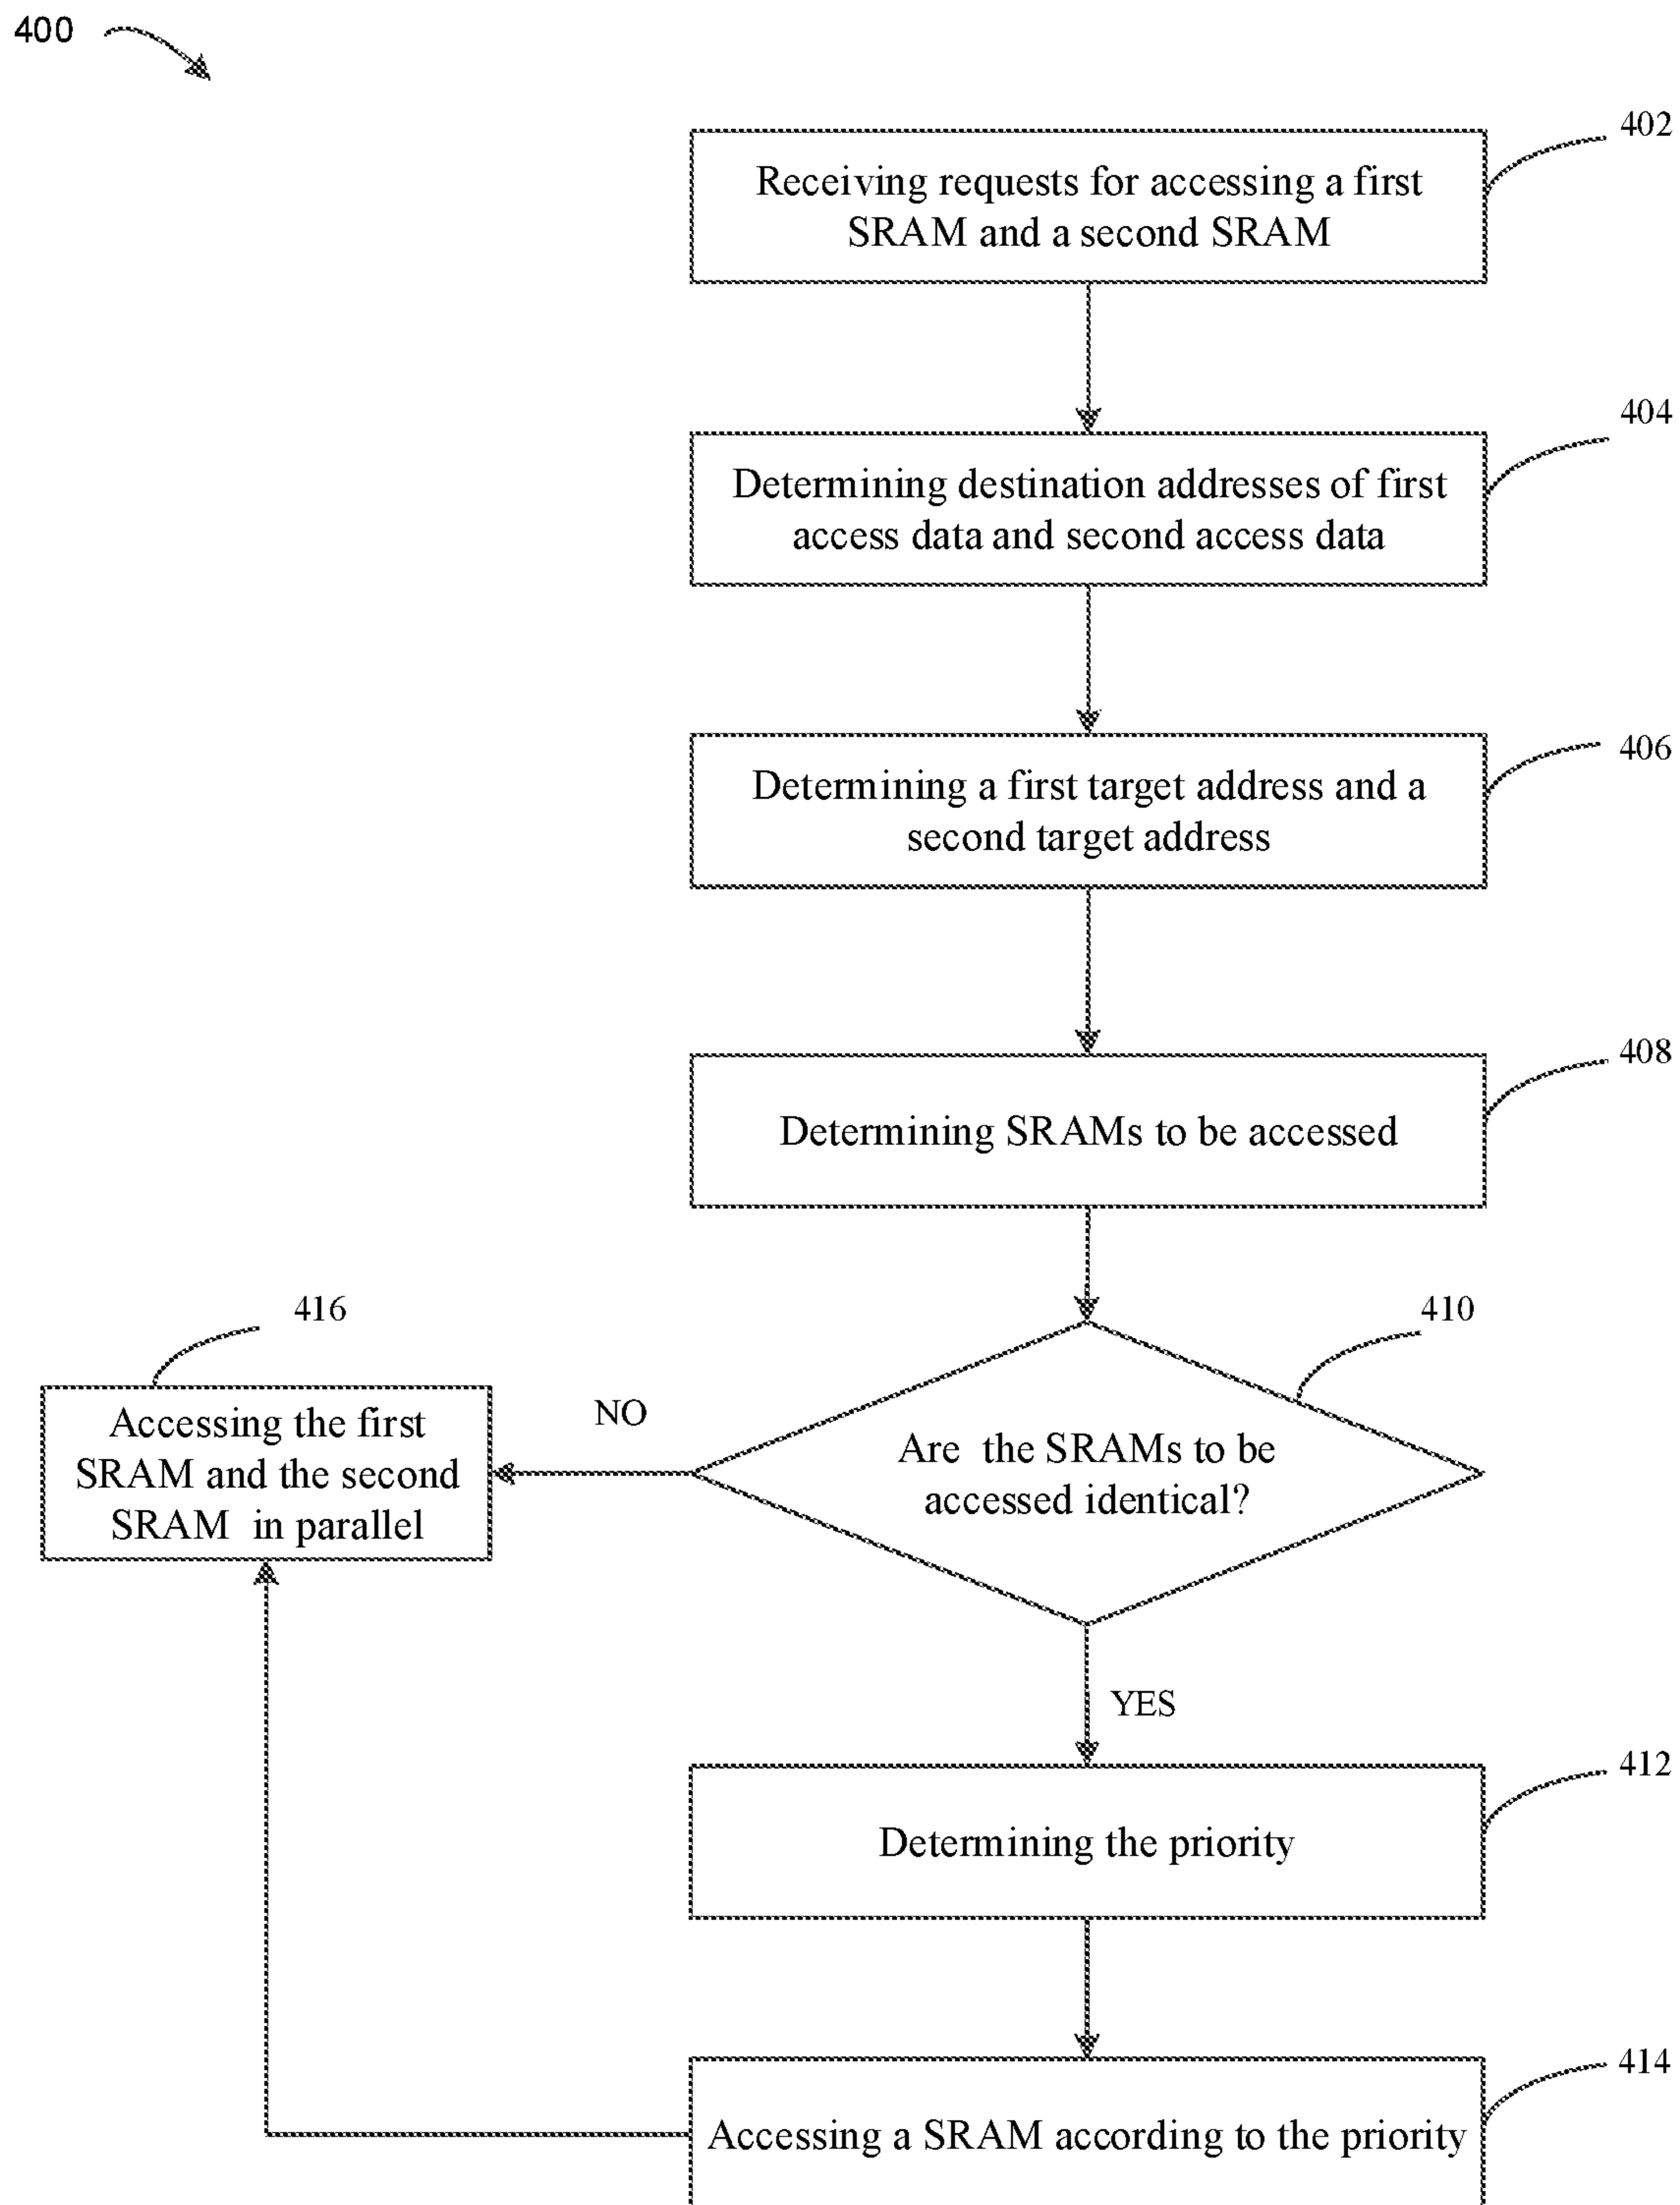 400
402
Receiving requests for accessing a first
SRAM and a second SRAM
404
Determining destination addresses of first
access data and second access data
406
Determining a first target address and a
second target address
408
Determining SRAMs to be accessed
416
410
Accessing the first
SRAM and the second
SRAM in parallel
NO
Are the SRAMs to be
accessed identical?
YES
412
Determining the priority
414
Accessing a SRAM according to the priority